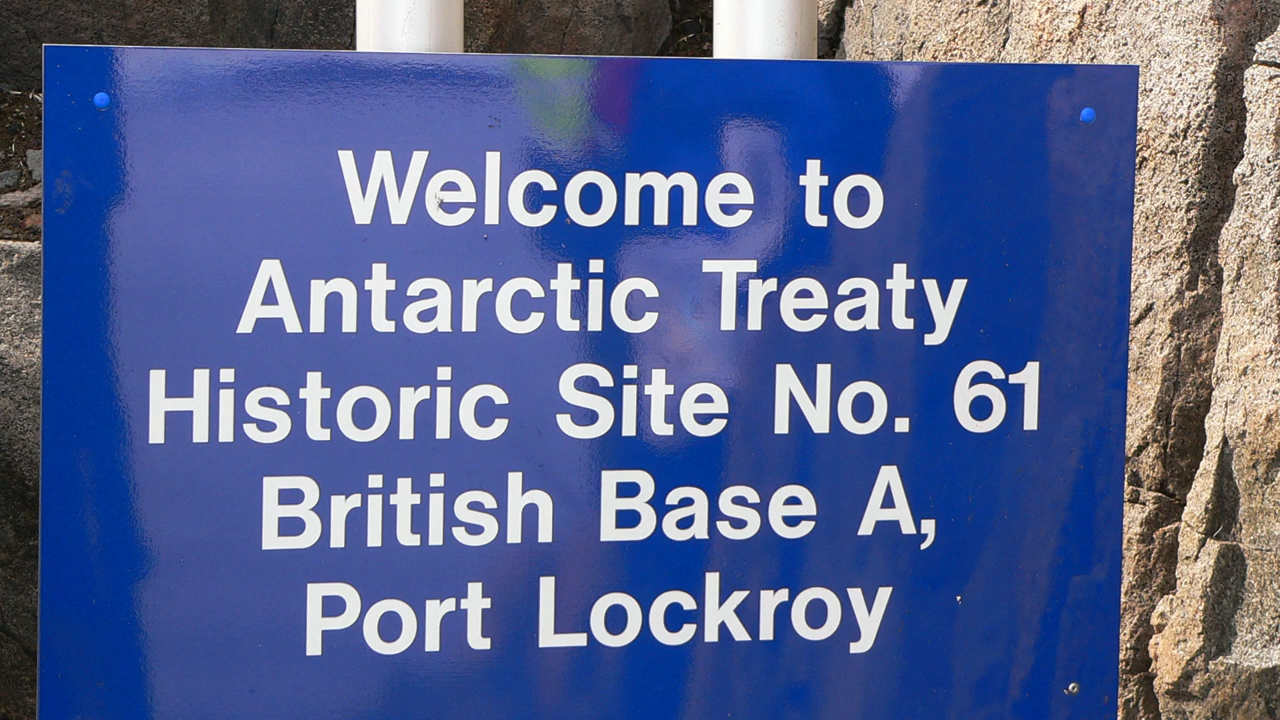 Welcome to
Antarctic Treaty
Historic Site No. 61
British Base A,
Port Lockroy